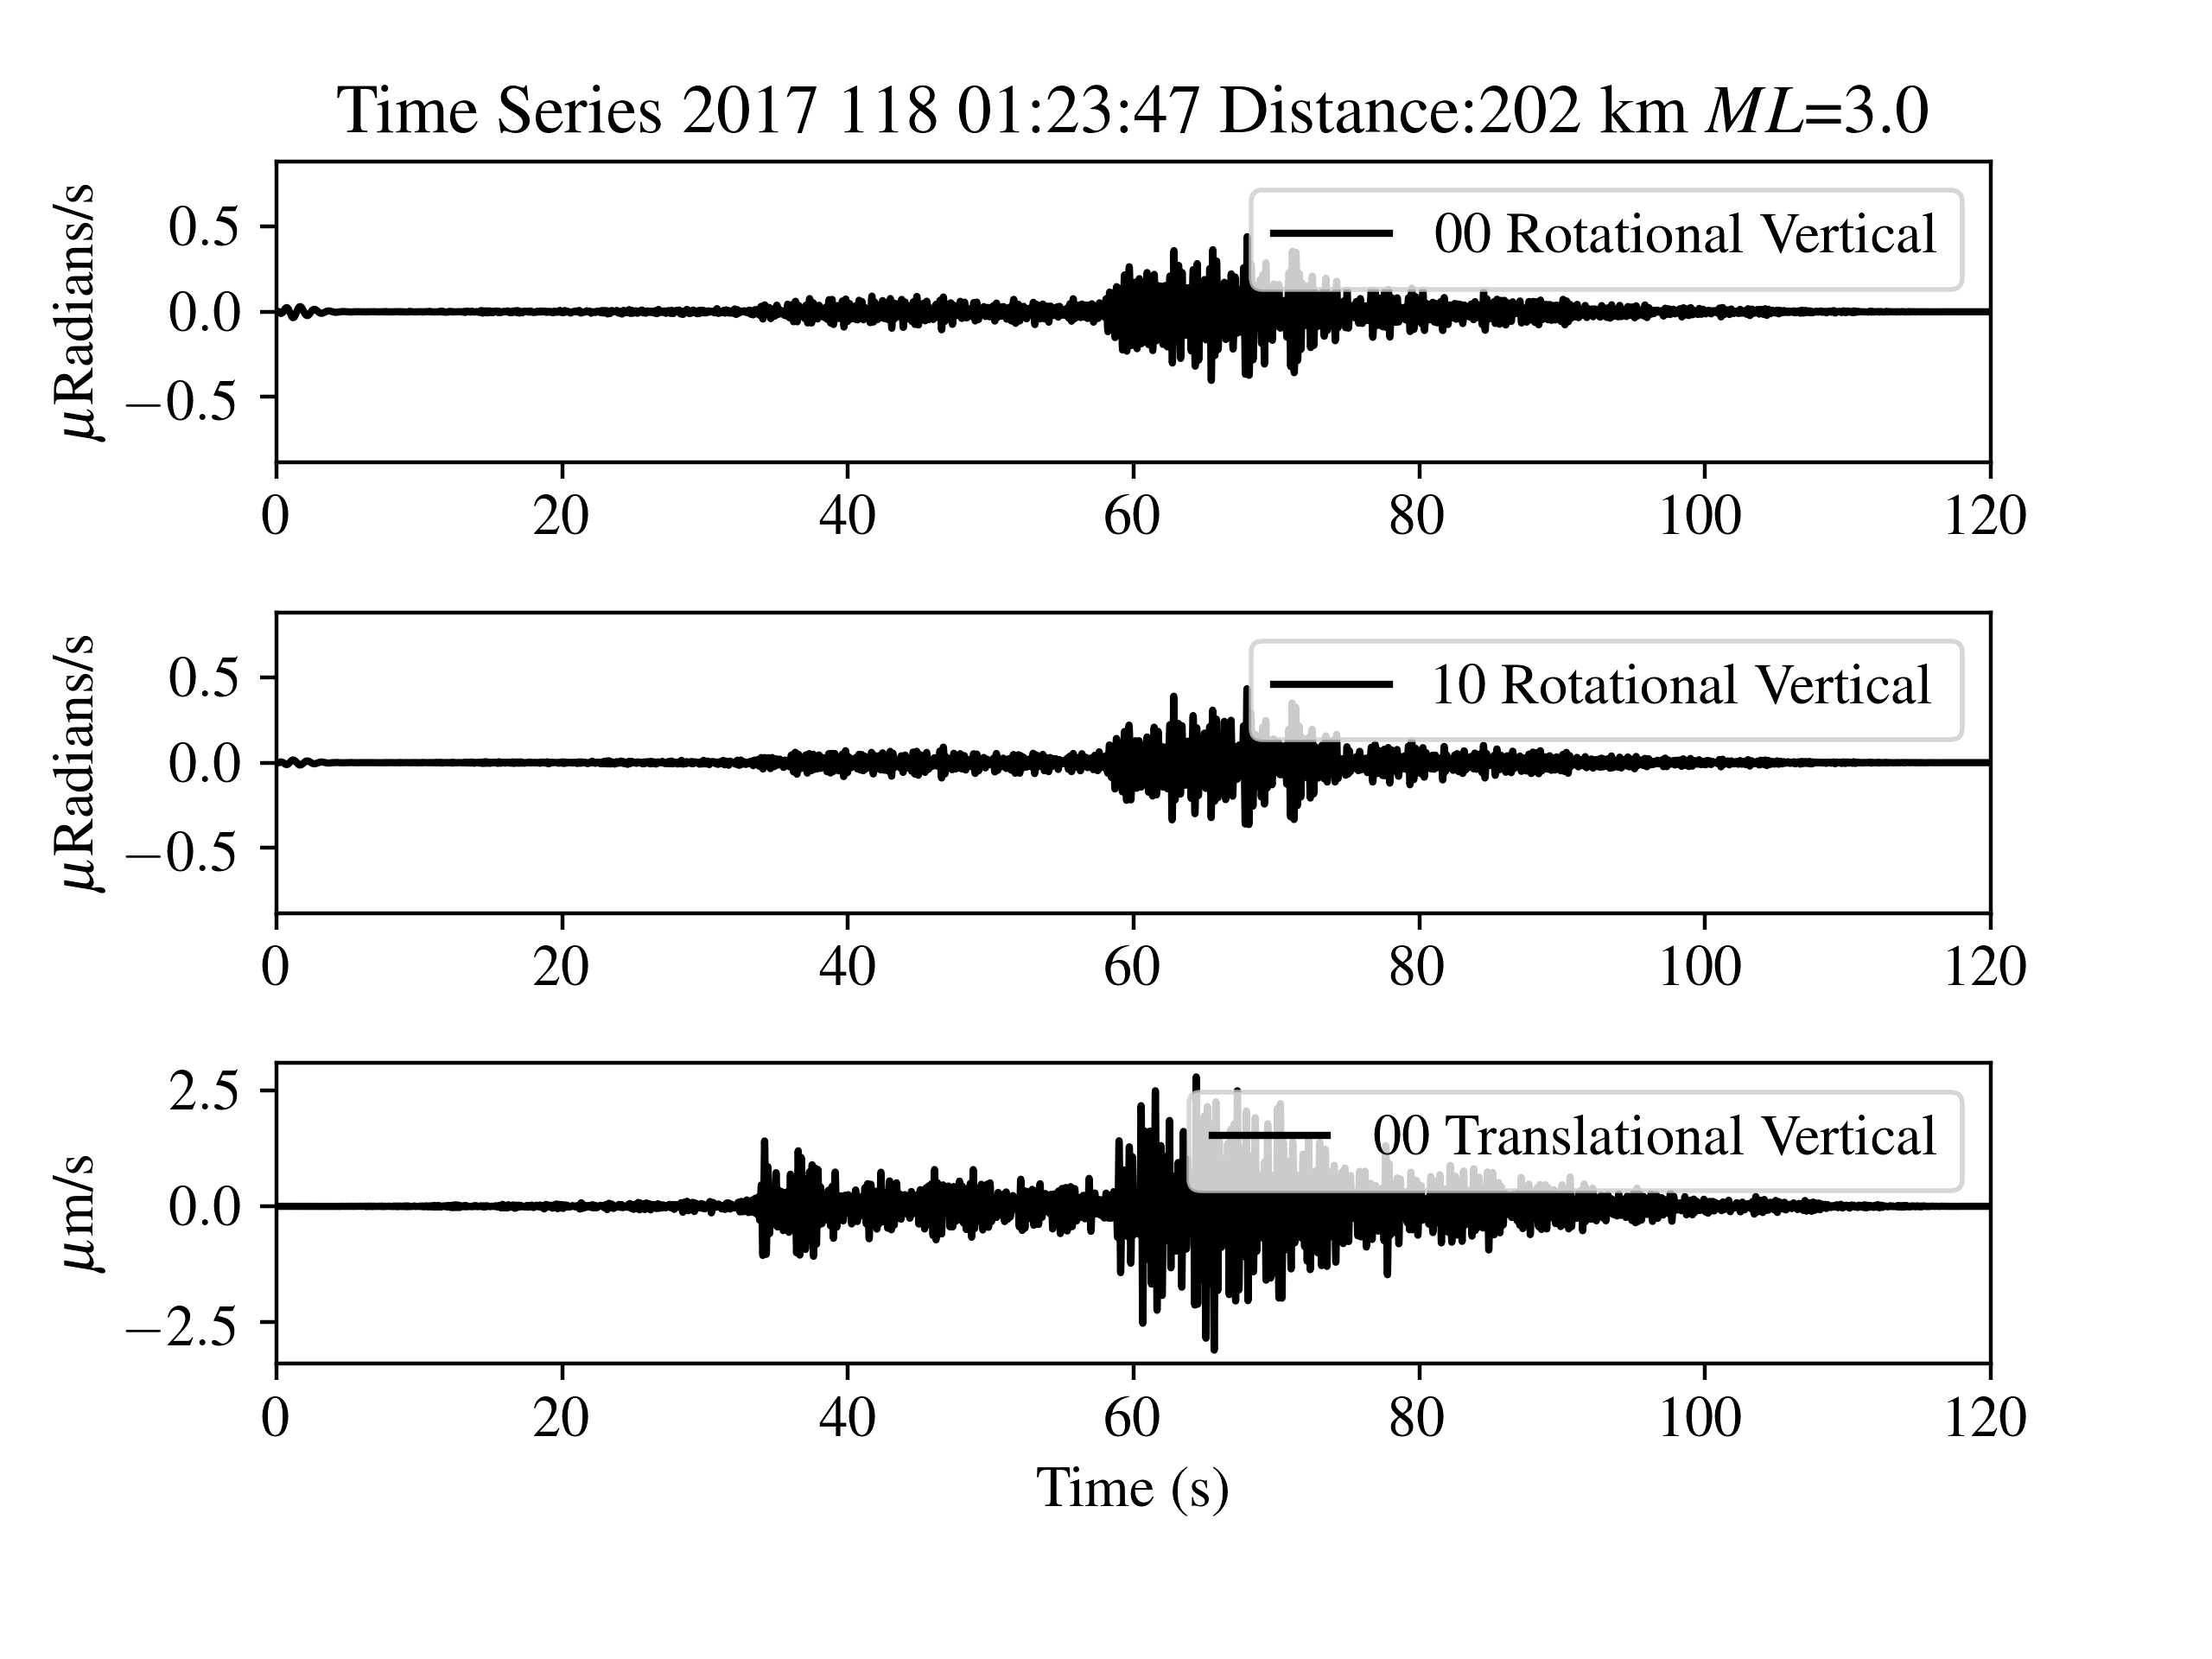 Time Series 2017 118 01:23:47 Distance:202 km ML=3.0
μRadians/s
0.5
0.0
−0.5
00 Rotational Vertical
0 20 40 60 80 100 120
μRadians/s
0.5
0.0
−0.5
10 Rotational Vertical
0 20 40 60 80 100 120
μm/s
2.5
0.0
−2.5
00 Translational Vertical
0 20 40 60 80 100 120
Time (s)